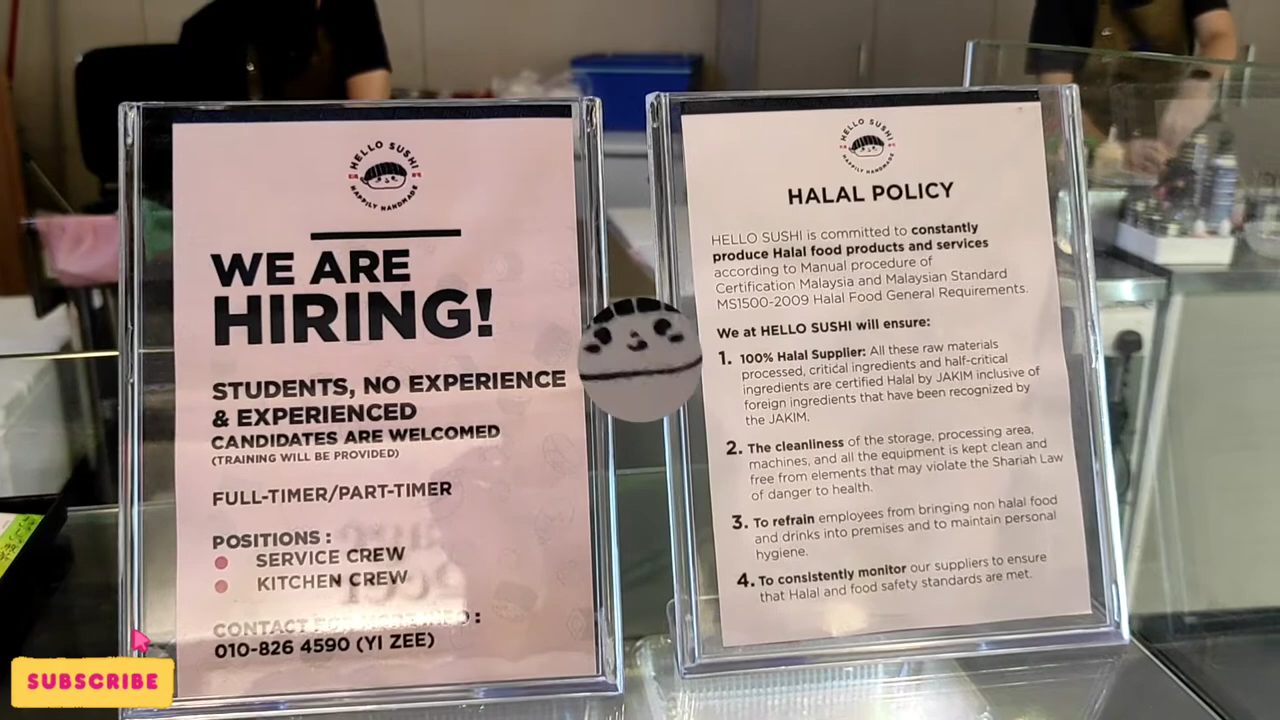 HELLO SUSHI
HAPPILY HANDMADE
WE ARE
HIRING!
STUDENTS, NO EXPERIENCE
& EXPERIENCED
CANDIDATES ARE WELCOMED
(TRAINING WILL BE PROVIDED)
FULL-TIMER/PART-TIMER
POSITIONS :
SERVICE CREW
KITCHEN CREW
CONTACT FOR MORE INFO :
010-826 4590 (YI ZEE)
HELLO SUSHI
HAPPILY HANDMADE
HALAL POLICY
HELLO SUSHI is committed to constantly
produce Halal food products and services
according to Manual procedure of
Certification Malaysia and Malaysian Standard
MS1500-2009 Halal Food General Requirements.
We at HELLO SUSHI will ensure:
1. 100% Halal Supplier: All these raw materials
processed, critical ingredients and half-critical
ingredients are certified Halal by JAKIM inclusive of
foreign ingredients that have been recognized by
the JAKIM.
2. The cleanliness of the storage, processing area,
machines, and all the equipment is kept clean and
free from elements that may violate the Shariah Law
of danger to health.
3. To refrain employees from bringing non halal food
and drinks into premises and to maintain personal
hygiene.
4. To consistently monitor our suppliers to ensure
that Halal and food safety standards are met.
SUBSCRIBE